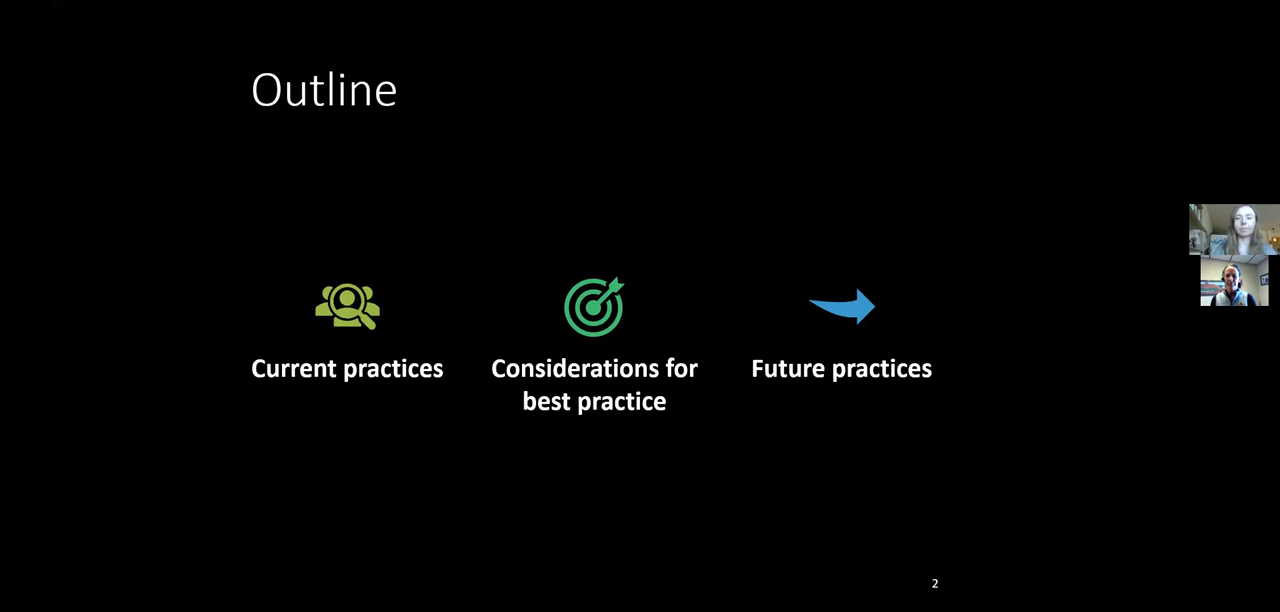 Outline
Current practices
Considerations for
best practice
Future practices
2